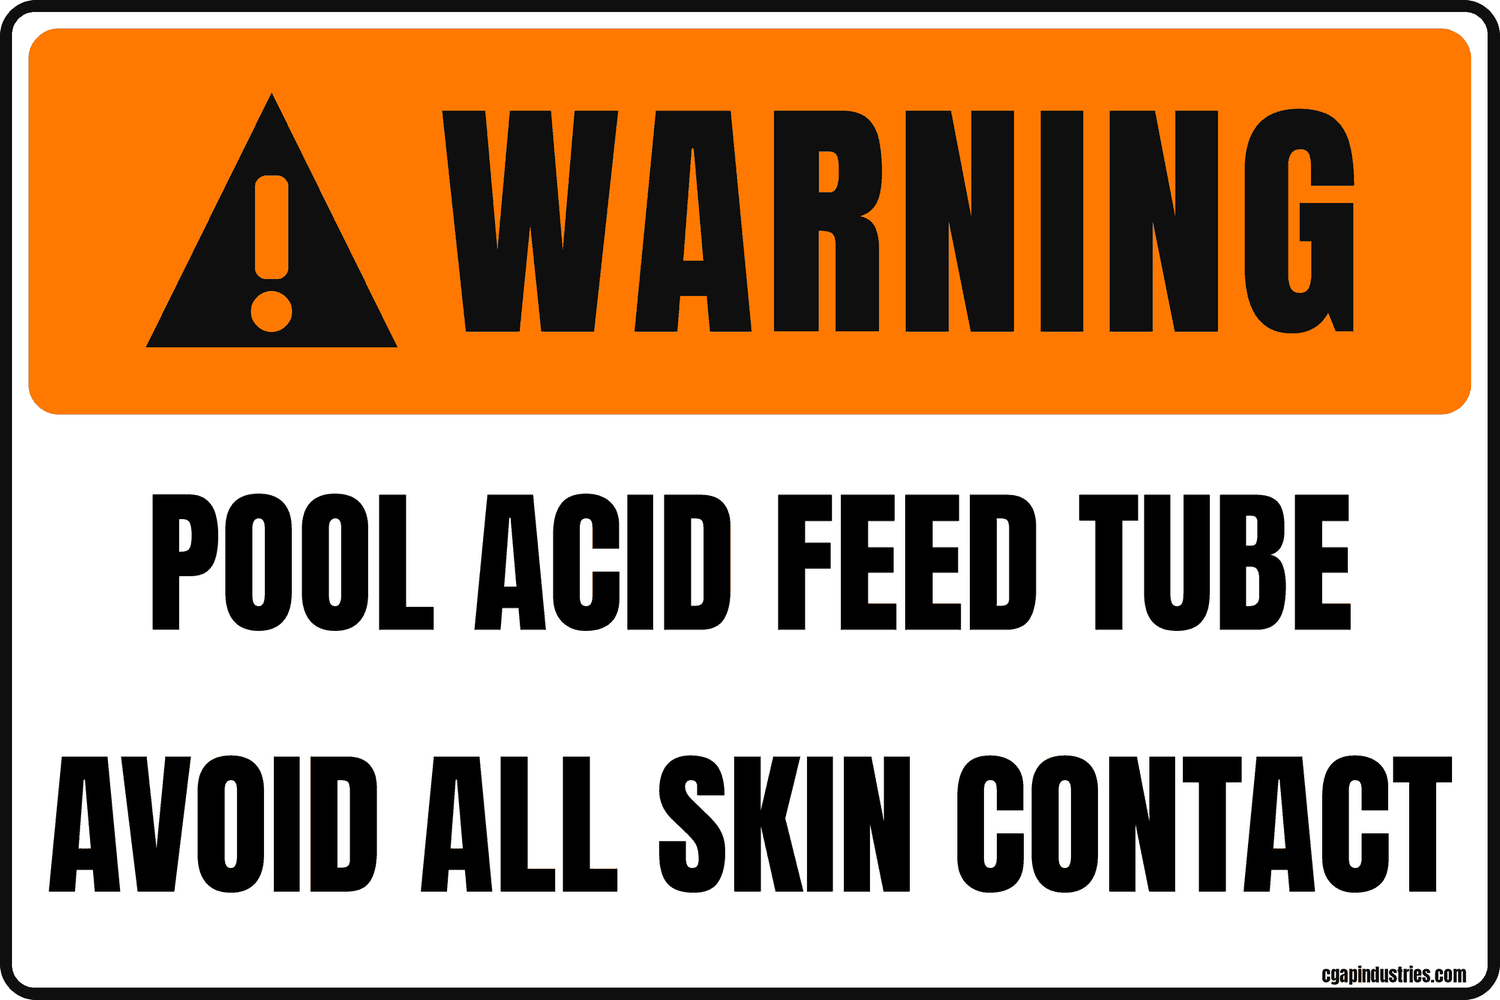 WARNING
POOL ACID FEED TUBE
AVOID ALL SKIN CONTACT
cgapindustries.com